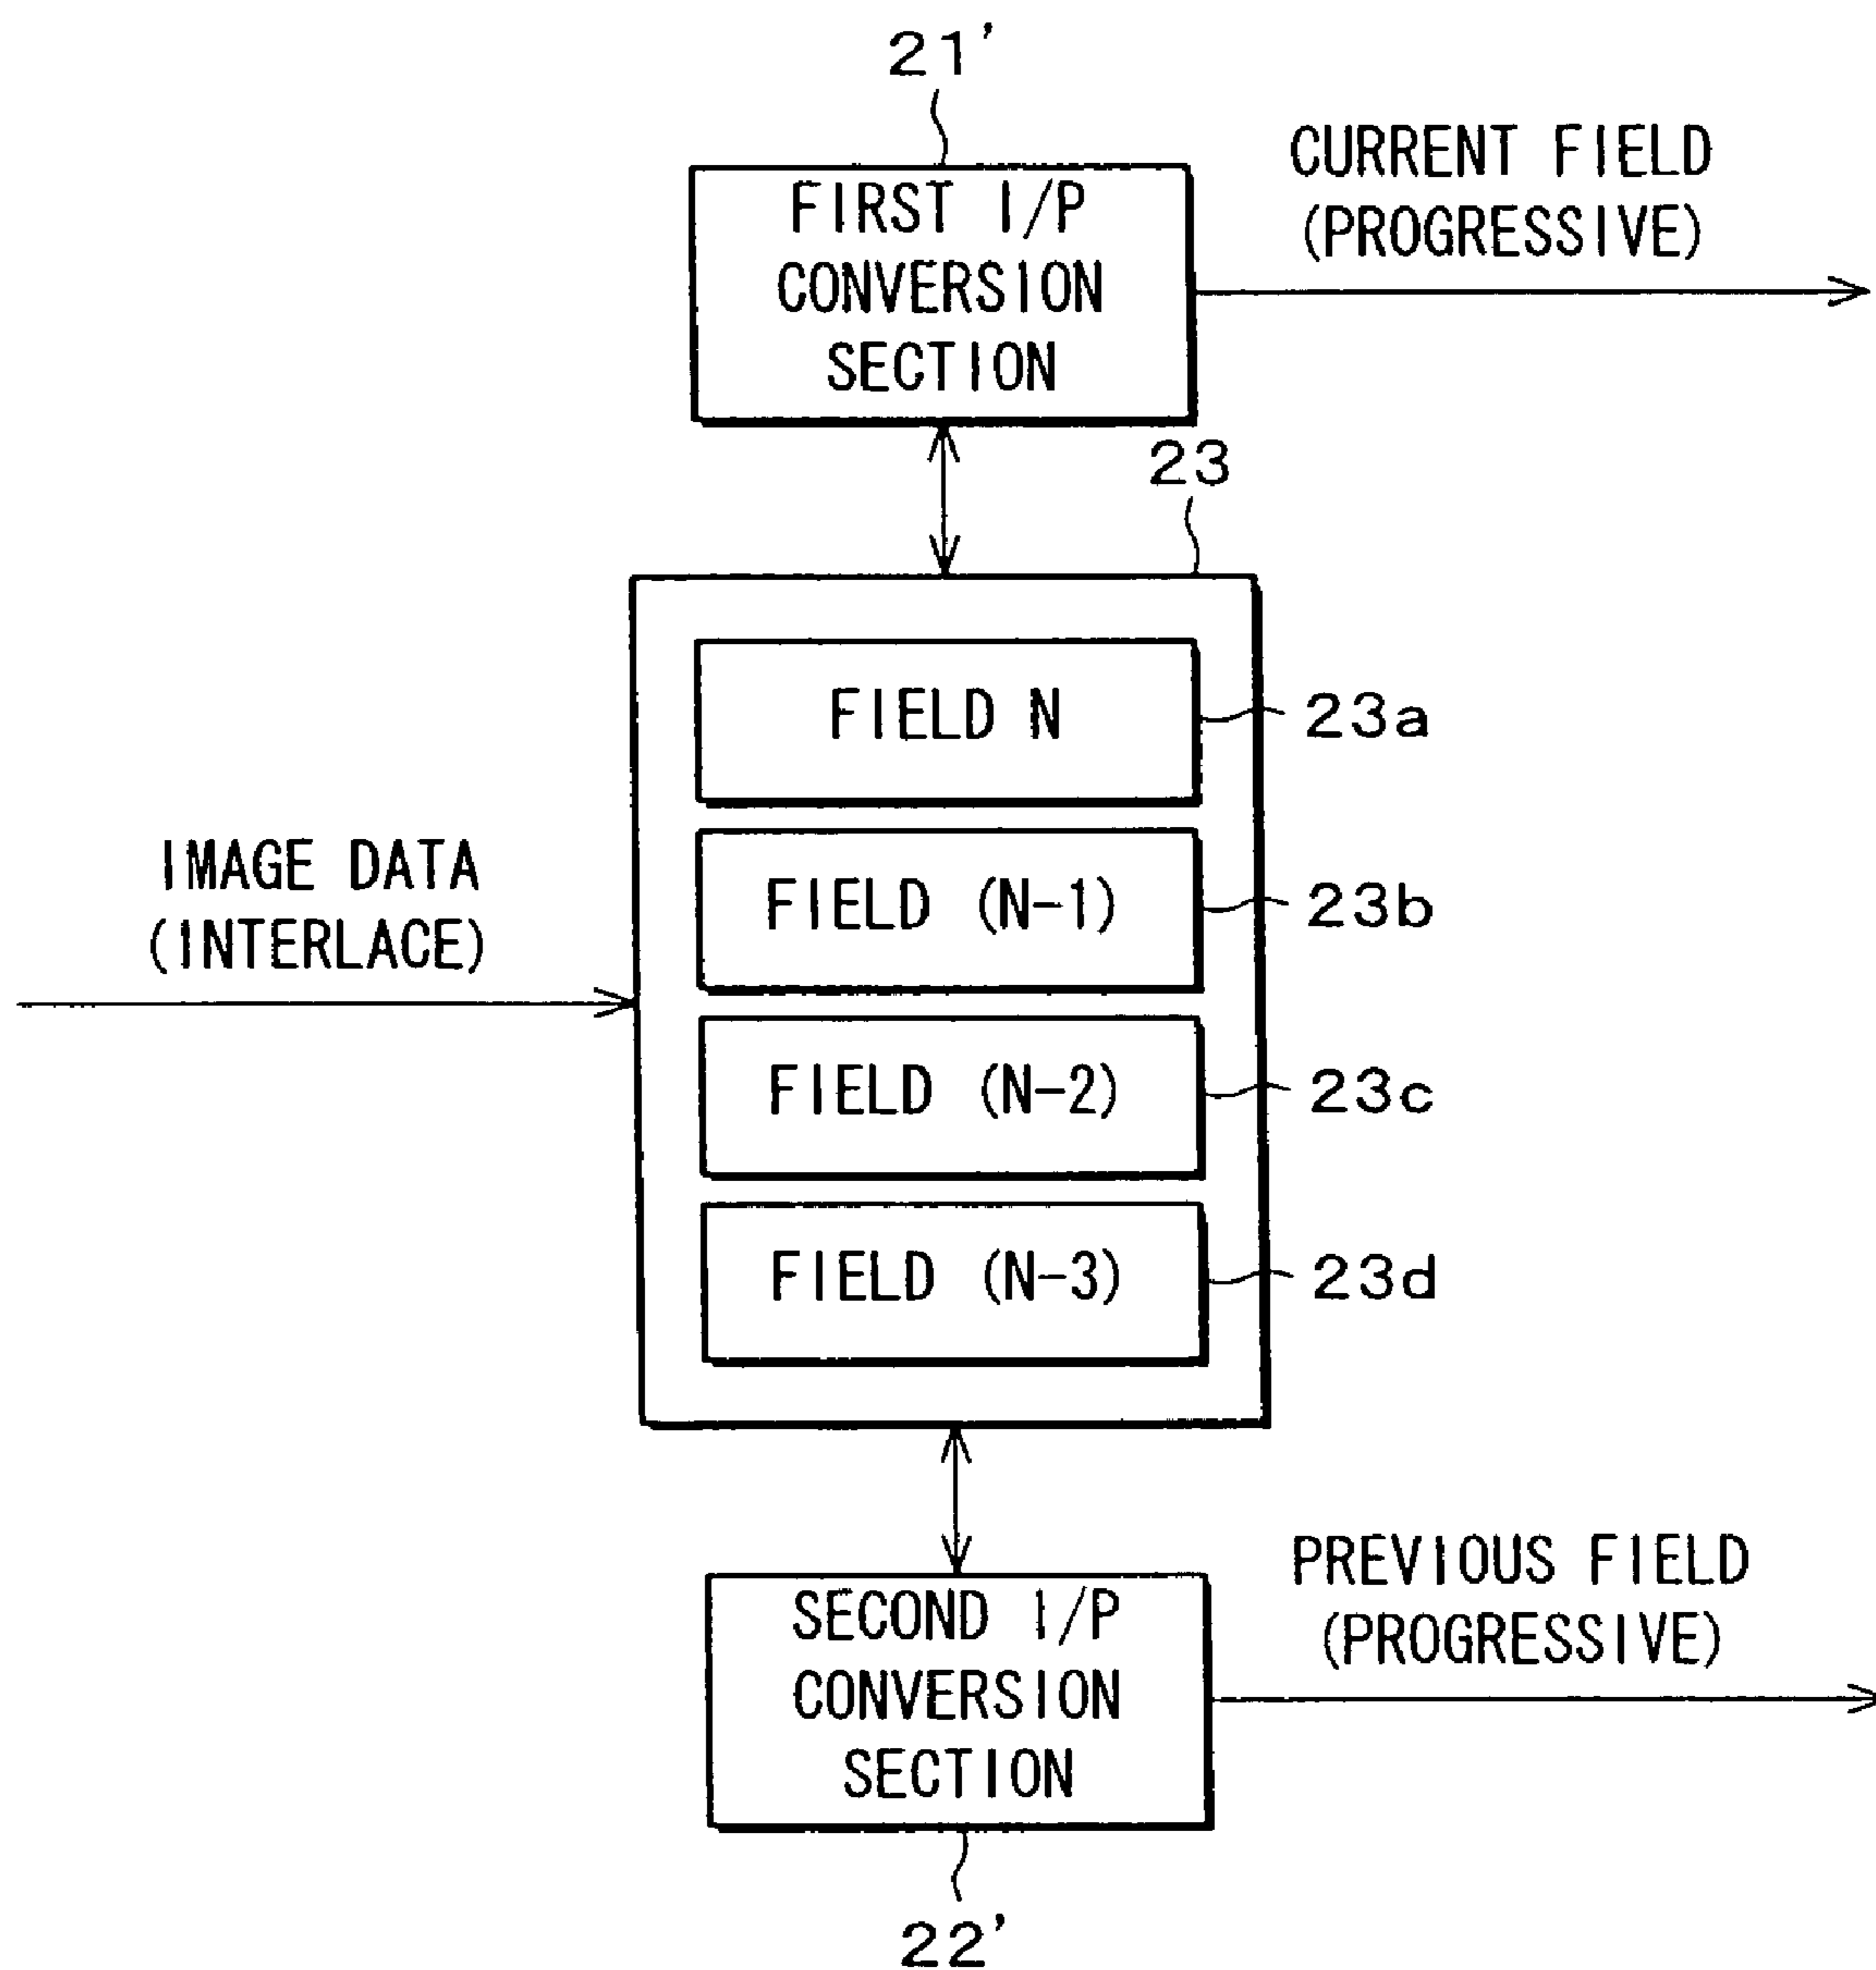 21'
FIRST I/P
CONVERSION
SECTION
CURRENT FIELD
(PROGRESSIVE)
23
FIELD N
23a
IMAGE DATA
(INTERLACE)
FIELD (N-1)
23b
FIELD (N-2)
23c
FIELD (N-3)
23d
SECOND I/P
CONVERSION
SECTION
PREVIOUS FIELD
(PROGRESSIVE)
22'